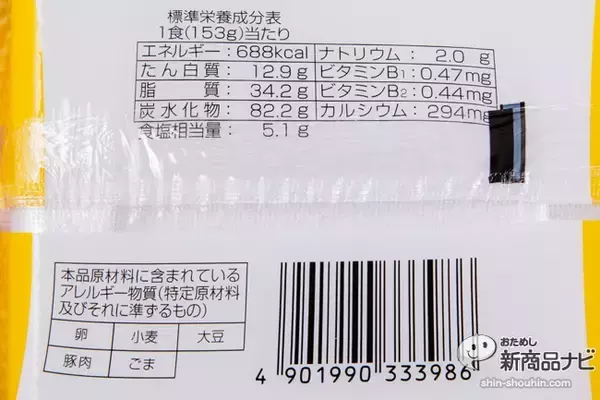 標準栄養成分表
1食(153g)当たり
エネルギー:688kcal ナトリウム: 2.0 g
たん白質: 12.9g ビタミンB1:0.47mg
脂 質: 34.2g ビタミンB2:0.44mg
炭水化物: 82.2g カルシウム: 294mg
食塩相当量: 5.1g
本品原材料に含まれている
アレルギー物質(特定原材料
及びそれに準ずるもの)
卵 小麦 大豆
豚肉 ごま
4 901990 333986
おためし
新商品ナビ
shin-shouhin.com